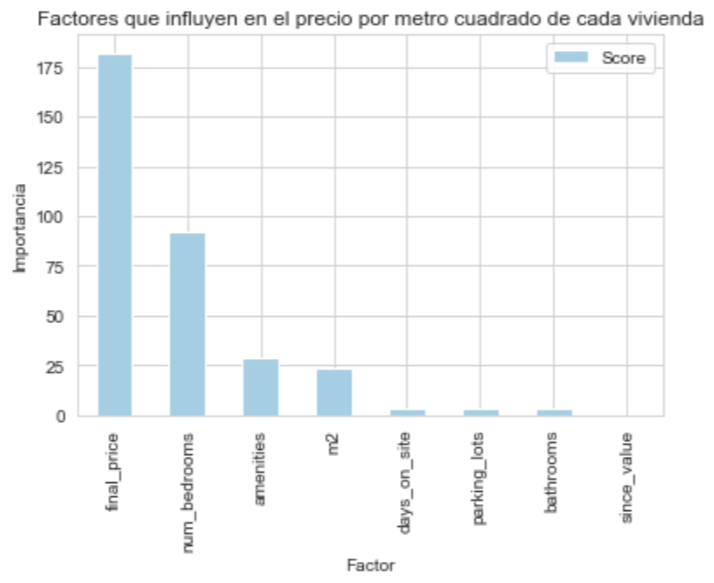 Factores que influyen en el precio por metro cuadrado de cada vivienda
Score
175
150
125
100
75
50
25
0
Importancia
final_price
num_bedrooms
amenities
m2
days_on_site
parking_lots
bathrooms
since_value
Factor